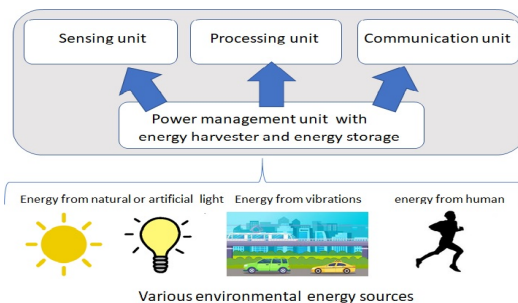 Sensing unit
Processing unit
Communication unit
Power management unit with
energy harvester and energy storage
Energy from natural or artificial light
Energy from vibrations
energy from human
Various environmental energy sources